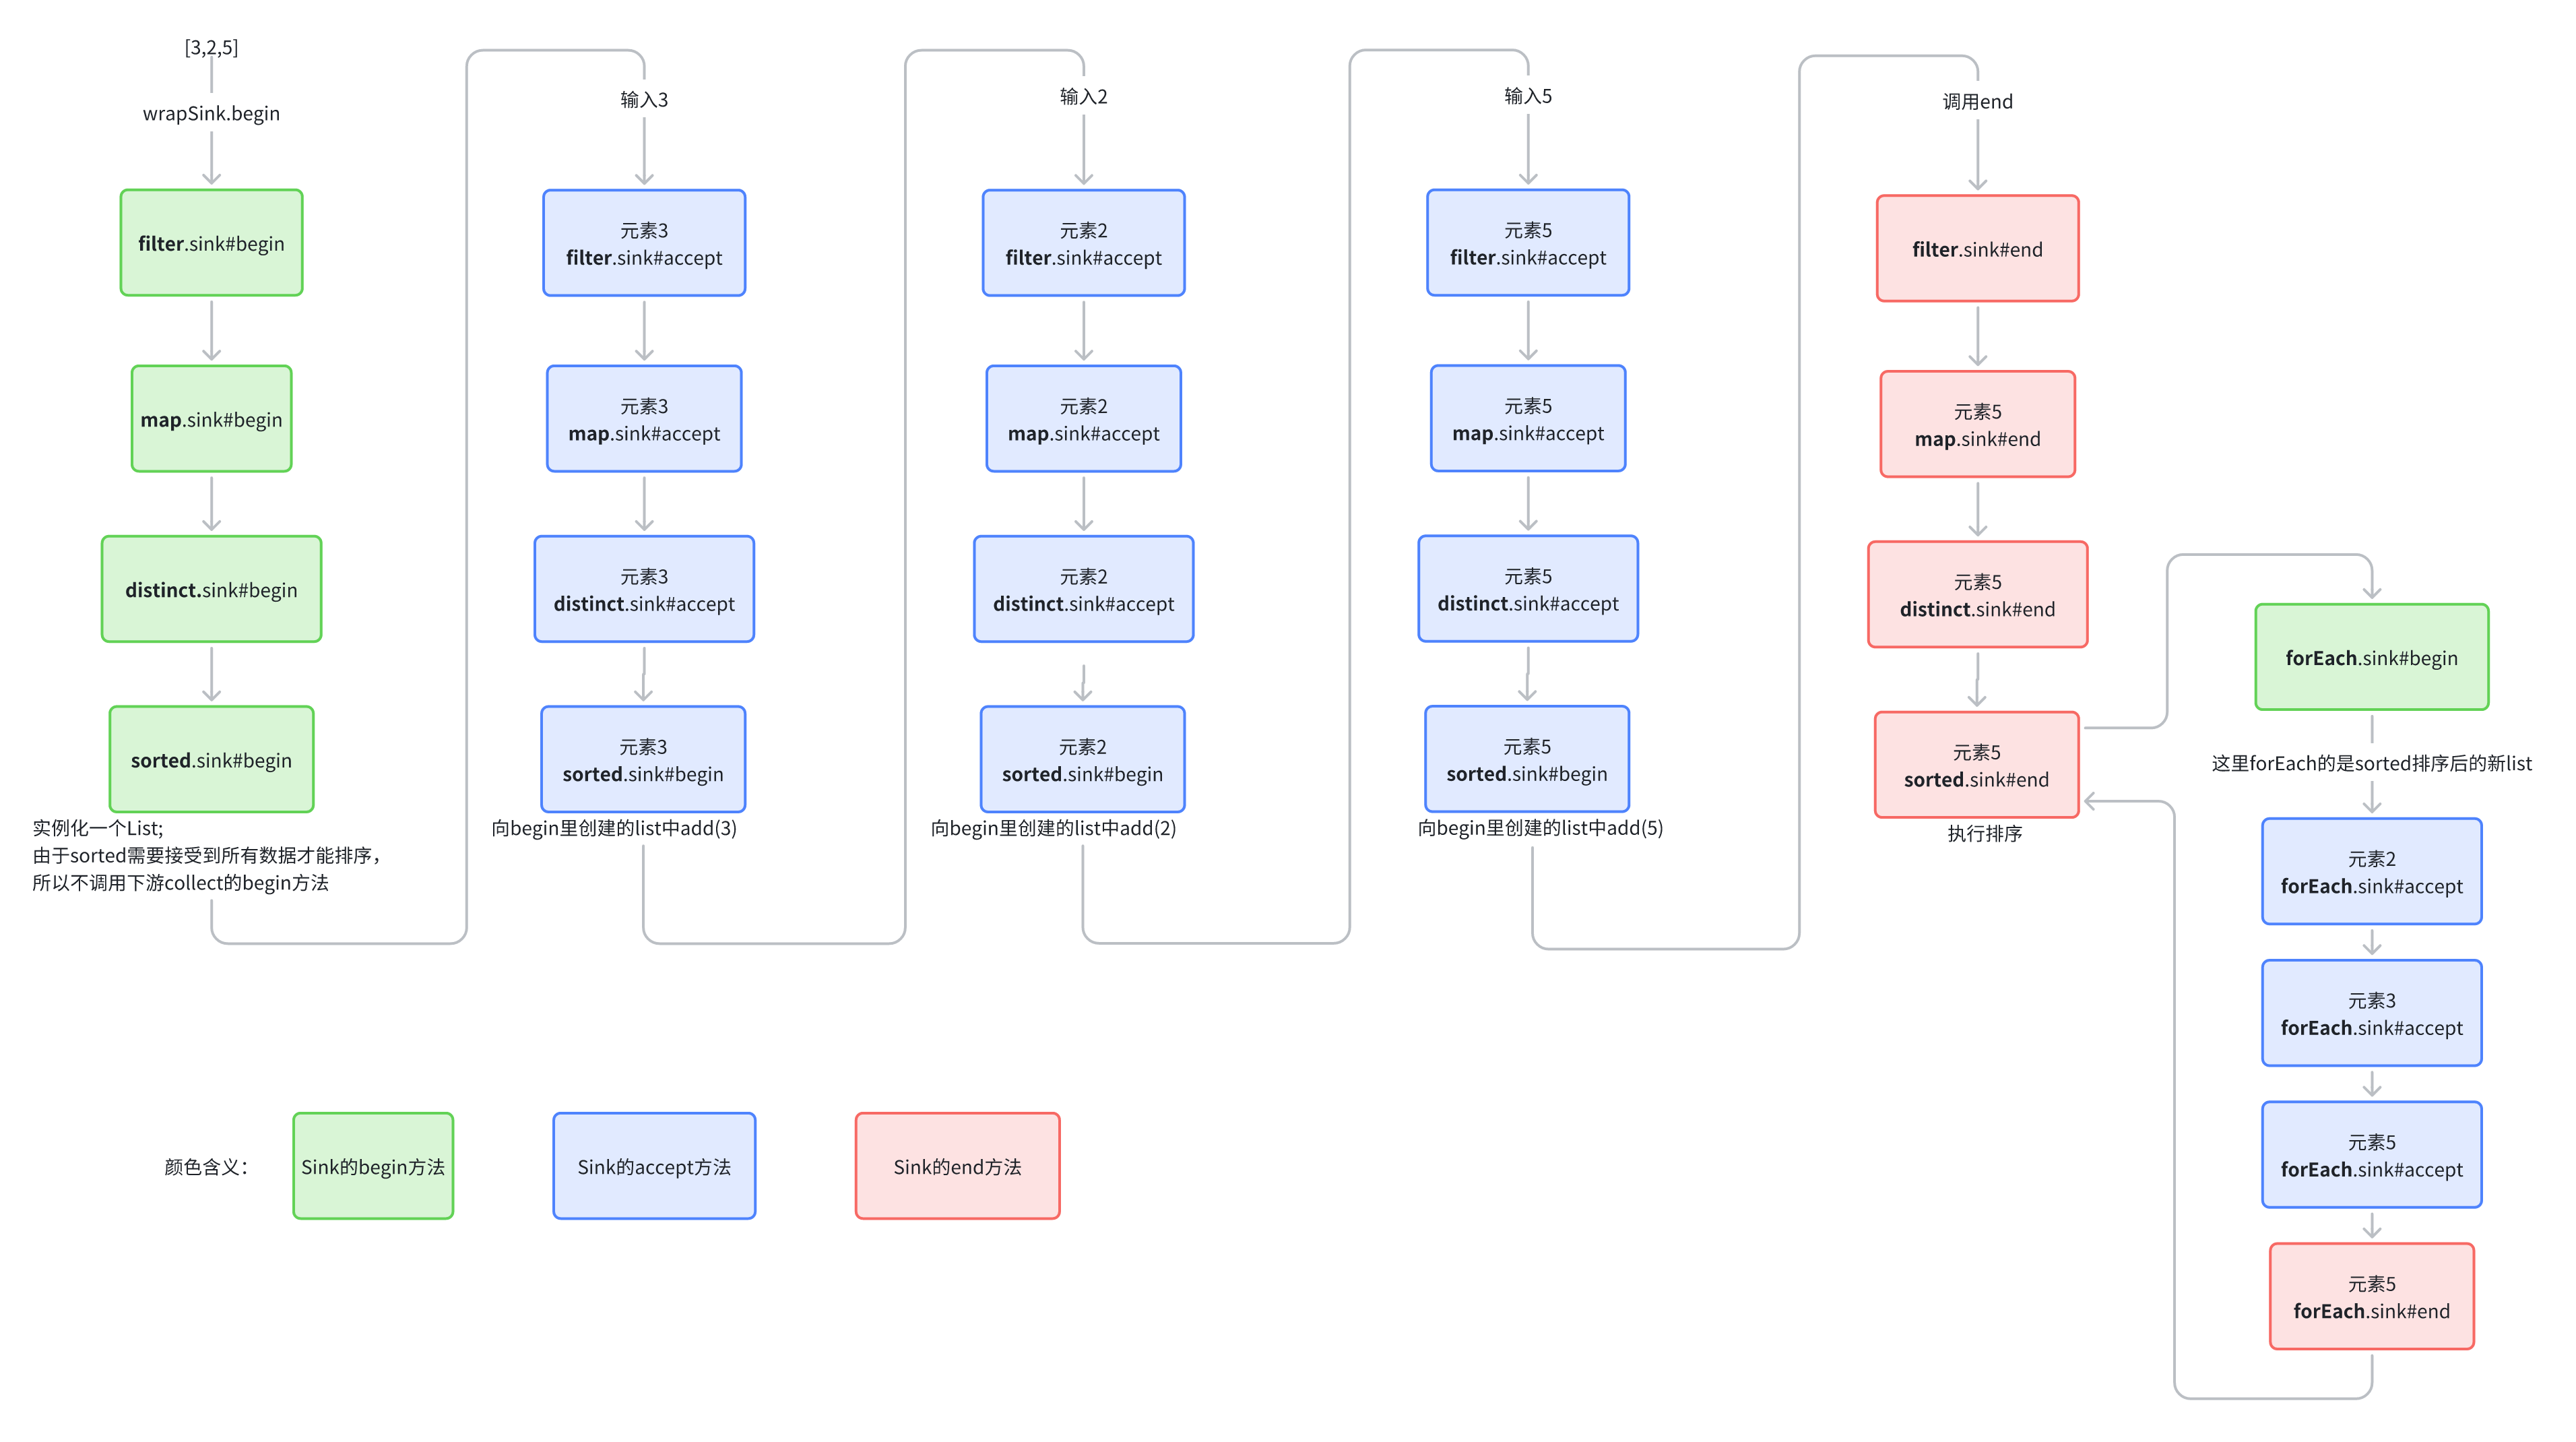 [3,2,5]
wrapSink.begin
filter.sink#begin
map.sink#begin
distinct.sink#begin
sorted.sink#begin
实例化一个List;
由于sorted需要接受到所有数据才能排序，
所以不调用下游collect的begin方法
输入3
元素3
filter.sink#accept
元素3
map.sink#accept
元素3
distinct.sink#accept
元素3
sorted.sink#begin
向begin里创建的list中add(3)
输入2
元素2
filter.sink#accept
元素2
map.sink#accept
元素2
distinct.sink#accept
元素2
sorted.sink#begin
向begin里创建的list中add(2)
输入5
元素5
filter.sink#accept
元素5
map.sink#accept
元素5
distinct.sink#accept
元素5
sorted.sink#begin
向begin里创建的list中add(5)
调用end
filter.sink#end
元素5
map.sink#end
元素5
distinct.sink#end
元素5
sorted.sink#end
执行排序
forEach.sink#begin
这里forEach的是sorted排序后的新list
元素2
forEach.sink#accept
元素3
forEach.sink#accept
元素5
forEach.sink#accept
元素5
forEach.sink#end
颜色含义：
Sink的begin方法
Sink的accept方法
Sink的end方法